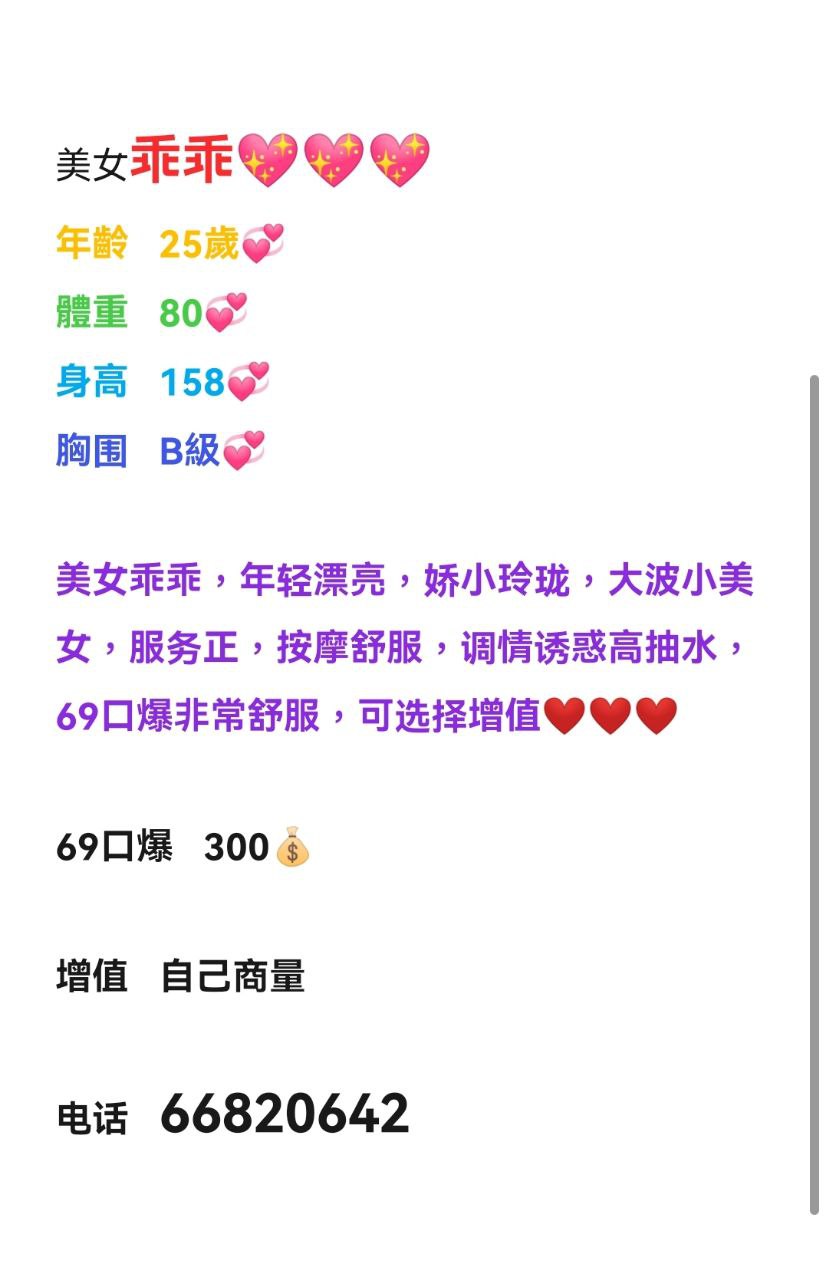 美女乖乖💖💖💖
年齡 25歲💞
體重 80💞
身高 158💞
胸围 B級💞
美女乖乖，年轻漂亮，娇小玲珑，大波小美
女，服务正，按摩舒服，调情诱惑高抽水，
69口爆非常舒服，可选择增值❤️❤️❤️
69口爆 300💰
增值 自己商量
电话 66820642